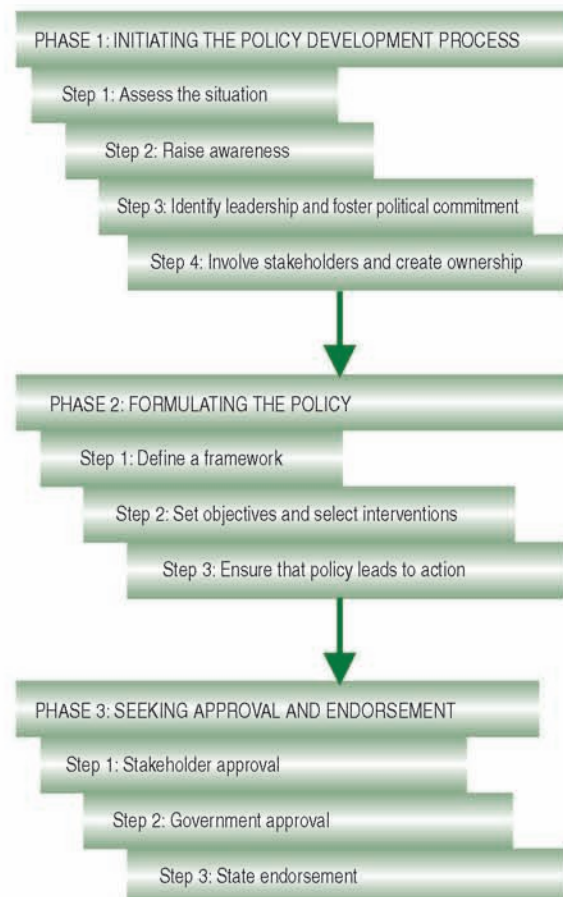 PHASE 1: INITIATING THE POLICY DEVELOPMENT PROCESS
Step 1: Assess the situation
Step 2: Raise awareness
Step 3: Identify leadership and foster political commitment
Step 4: Involve stakeholders and create ownership
PHASE 2: FORMULATING THE POLICY
Step 1: Define a framework
Step 2: Set objectives and select interventions
Step 3: Ensure that policy leads to action
PHASE 3: SEEKING APPROVAL AND ENDORSEMENT
Step 1: Stakeholder approval
Step 2: Government approval
Step 3: State endorsement